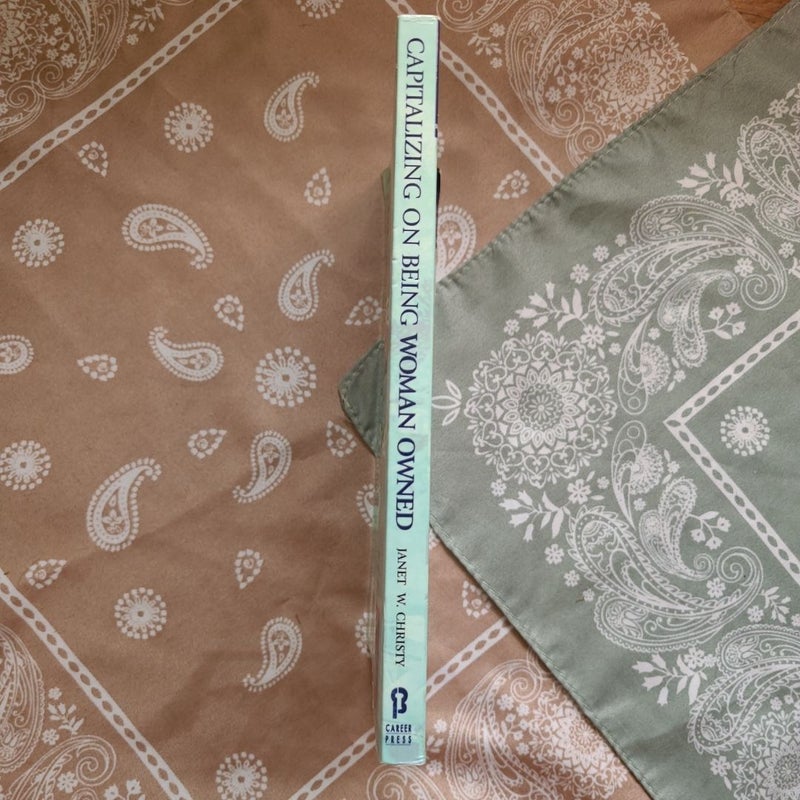 CAPITALIZING ON BEING WOMAN OWNED
JANET W. CHRISTY
CAREER
PRESS